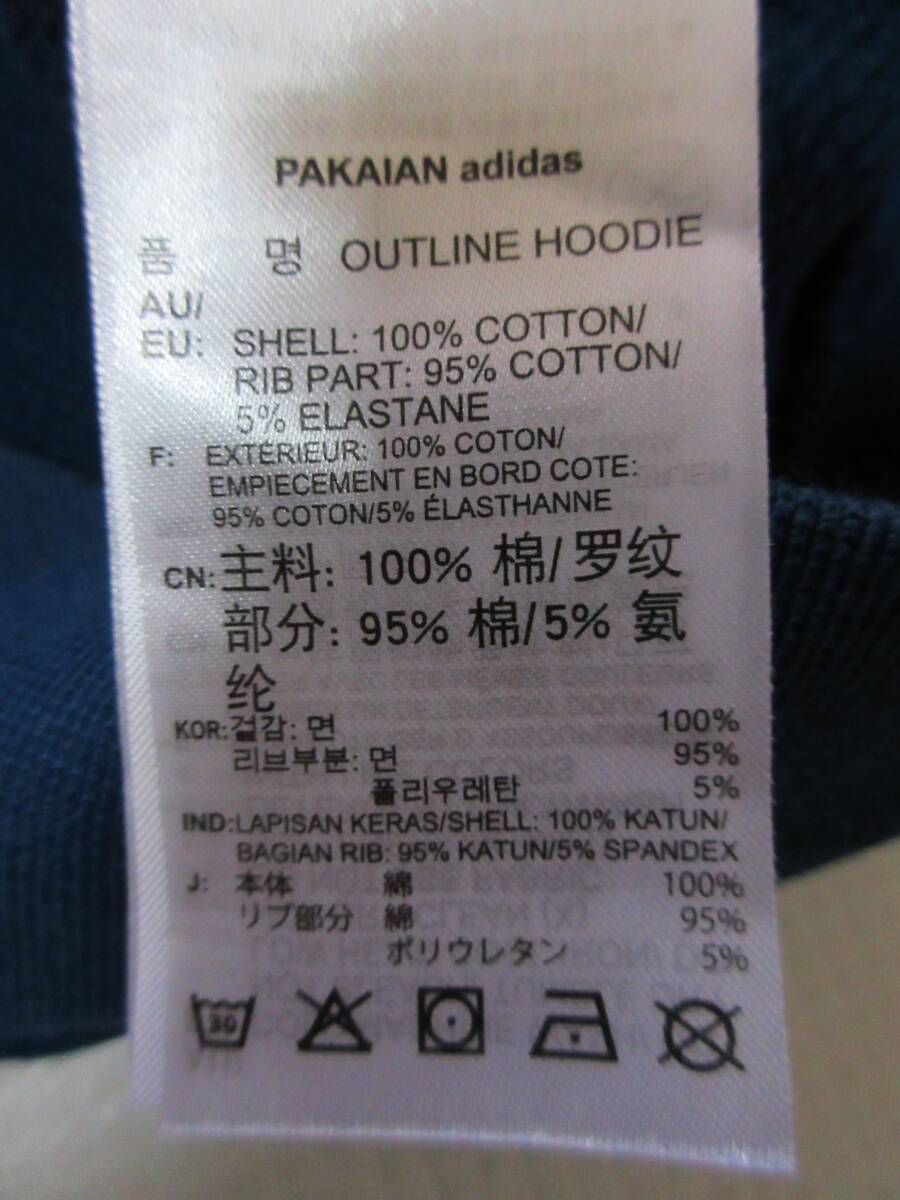 PAKAIAN adidas
품 명 OUTLINE HOODIE
AU/
EU: SHELL: 100% COTTON/
RIB PART: 95% COTTON/
5% ELASTANE
F: EXTÉRIEUR: 100% COTON/
EMPIECEMENT EN BORD COTE:
95% COTON/5% ÉLASTHANNE
CN: 主料: 100% 棉/罗纹
部分: 95% 棉/5% 氨
纶
KOR: 겉감: 면 100%
리브부분: 면 95%
폴리우레탄 5%
IND: LAPISAN KERAS/SHELL: 100% KATUN/
BAGIAN RIB: 95% KATUN/5% SPANDEX
J: 本体 綿 100%
リブ部分 綿 95%
ポリウレタン 5%
30